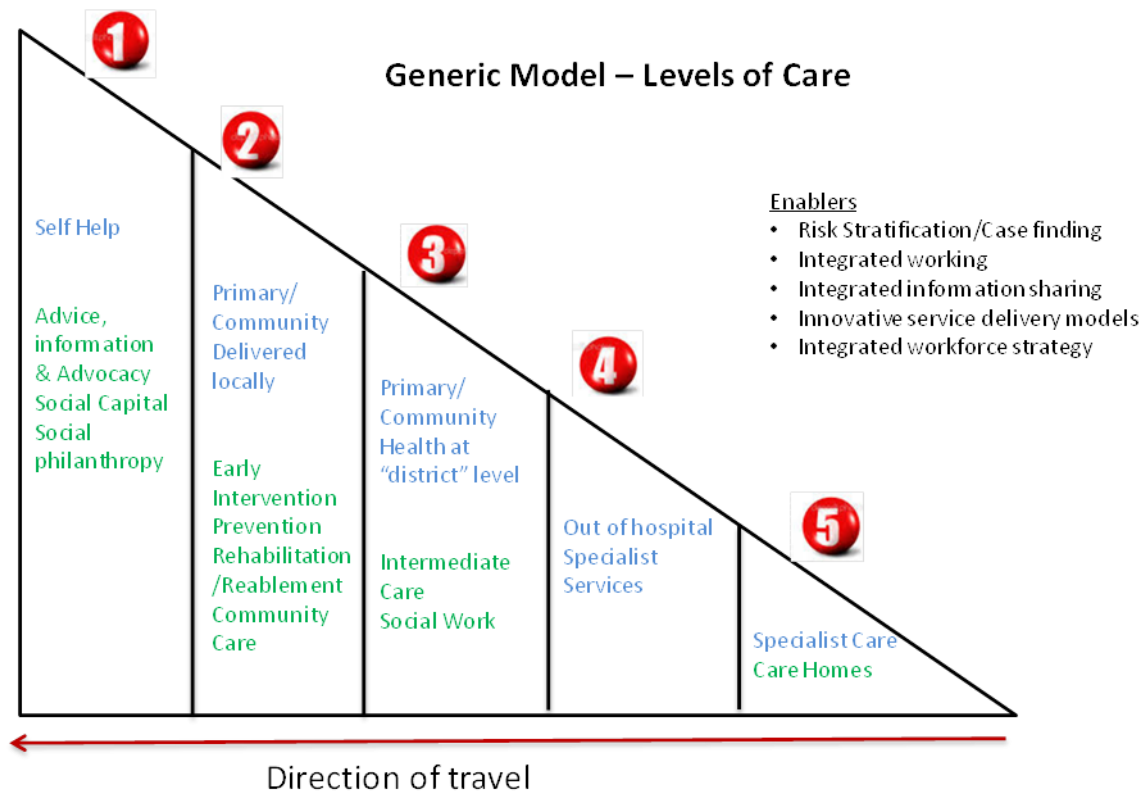 1
Generic Model – Levels of Care
2
Self Help
Advice,
information
& Advocacy
Social Capital
Social
philanthropy
Primary/
Community
Delivered
locally
Early
Intervention
Prevention
Rehabilitation
/Reablement
Community
Care
3
Primary/
Community
Health at
“district” level
Intermediate
Care
Social Work
4
Out of hospital
Specialist
Services
5
Specialist Care
Care Homes
Enablers
• Risk Stratification/Case finding
• Integrated working
• Integrated information sharing
• Innovative service delivery models
• Integrated workforce strategy
Direction of travel